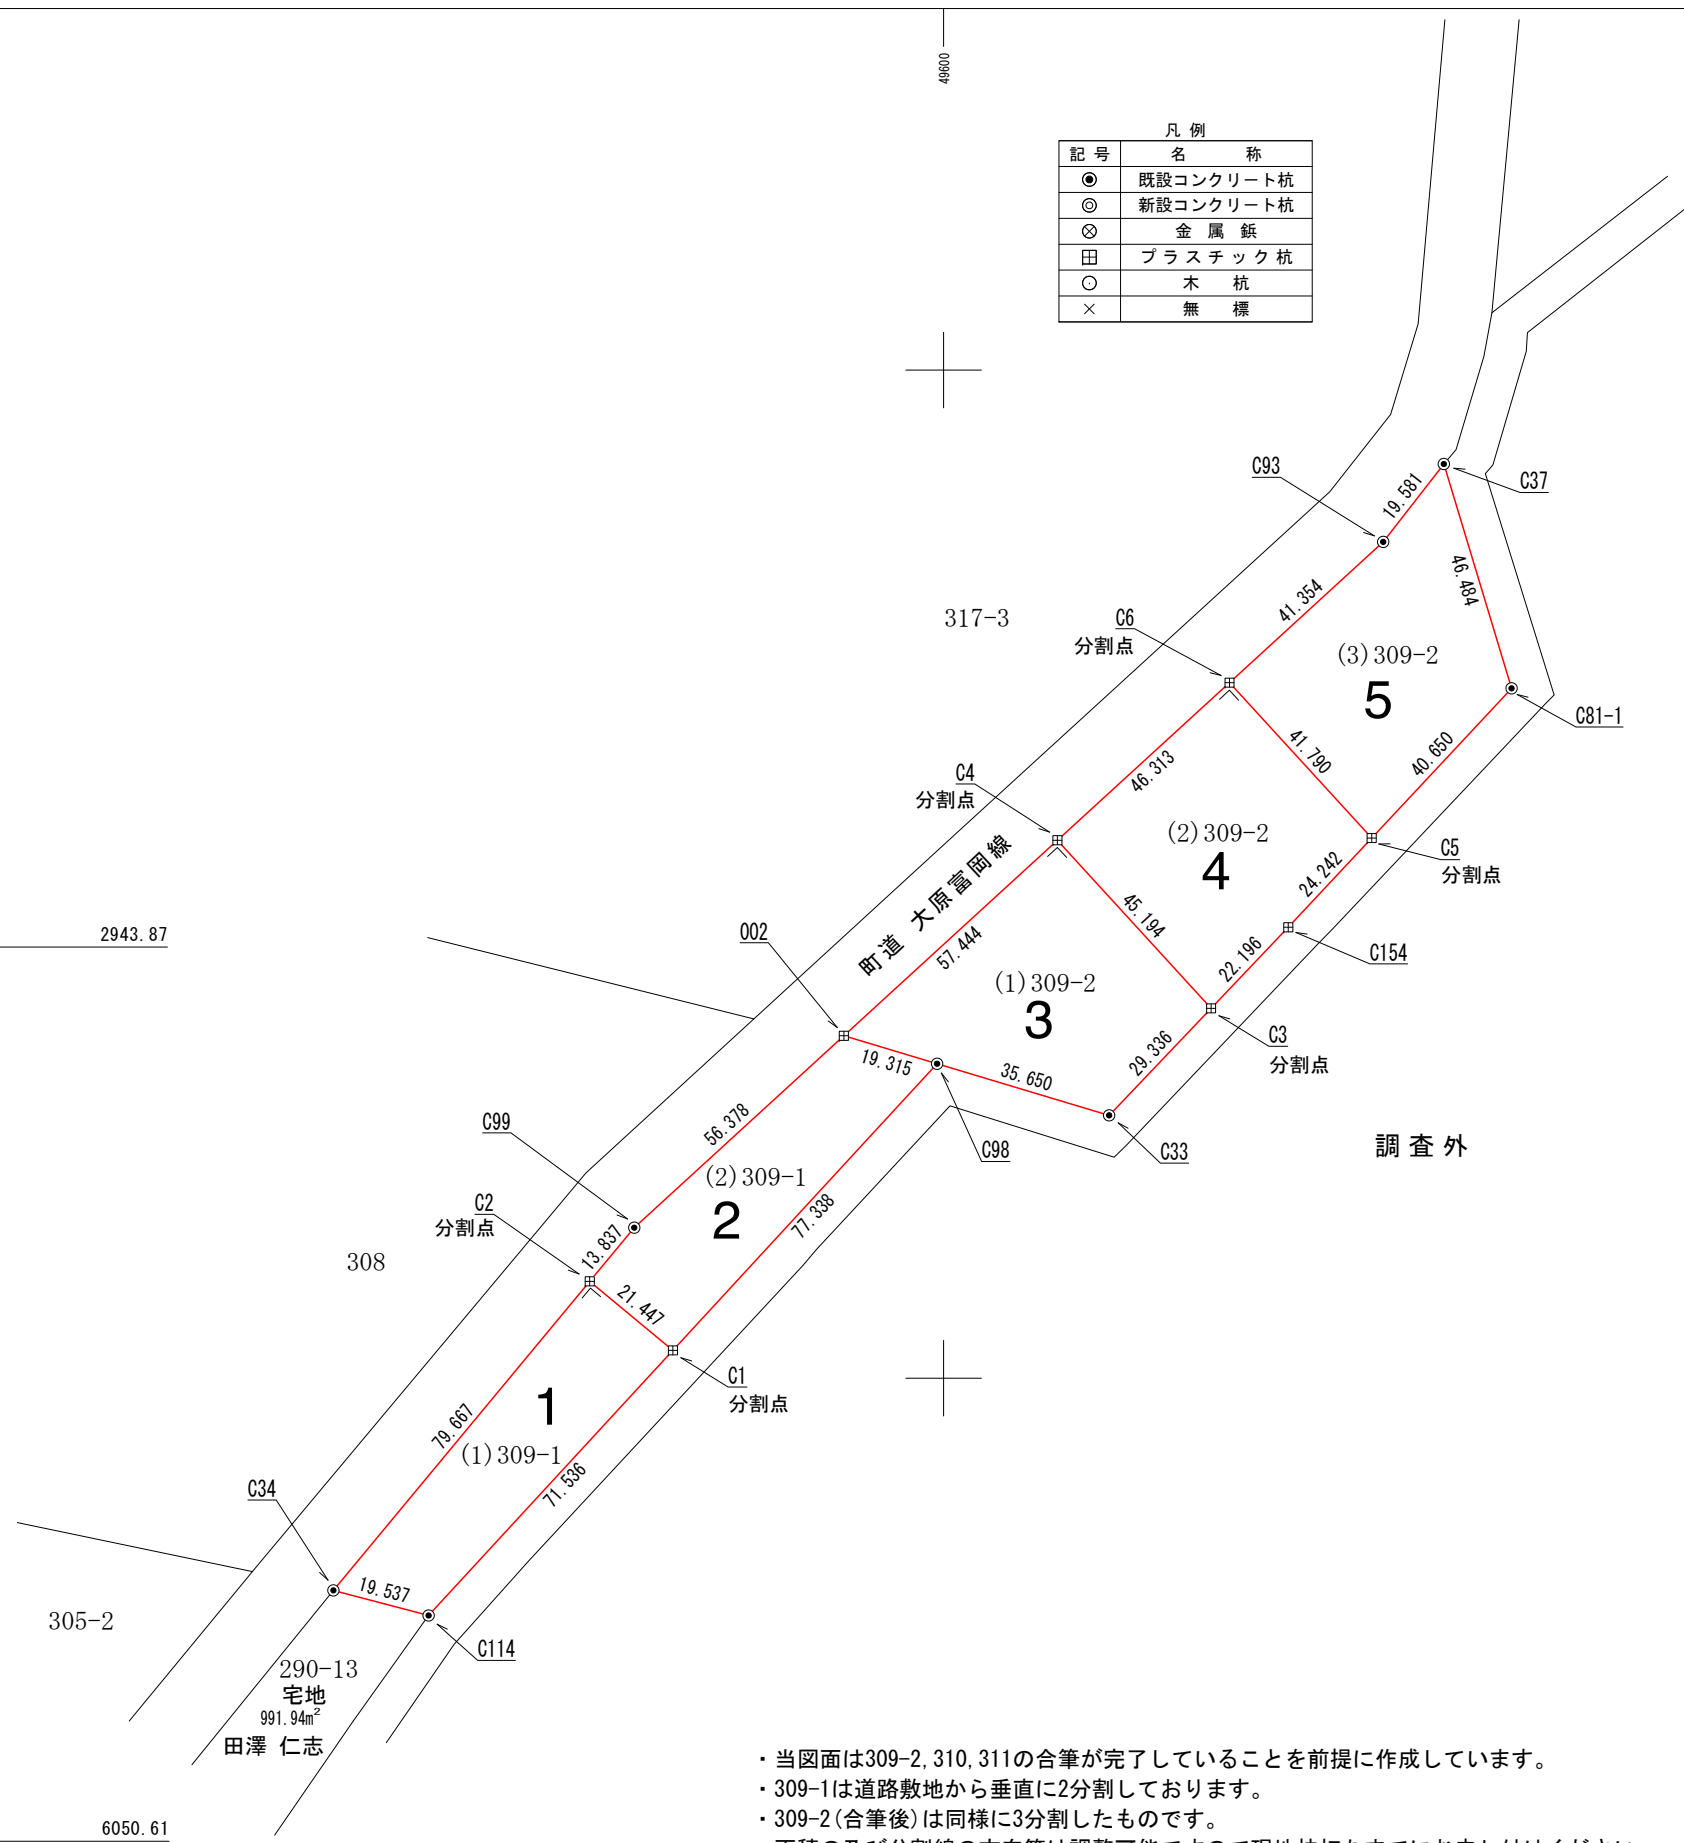 49600
凡 例
記 号 名 称
既設コンクリート杭
新設コンクリート杭
金 属 鋲
プ ラ ス チ ッ ク 杭
木 杭
無 標
C93
C37
19.581
46.484
41.354
317-3
C6
分割点
(3)309-2
5
C81-1
41.790
40.650
46.313
C4
分割点
(2)309-2
4
C5
分割点
24.242
町道 大原富岡線
45.194
2943.87
002
57.444
22.196
C154
(1)309-2
3
C3
分割点
19.315
35.650
29.336
C99
56.378
C98
C33
調 査 外
(2)309-1
2
C2
分割点
77.338
13.837
308
21.447
C1
分割点
1
79.667
(1)309-1
71.536
C34
19.537
305-2
C114
290-13
宅地
991.94m²
田澤 仁志
・当図面は309-2,310,311の合筆が完了していることを前提に作成しています。
・309-1は道路敷地から垂直に2分割しております。
・309-2(合筆後)は同様に3分割したものです。
6050.61